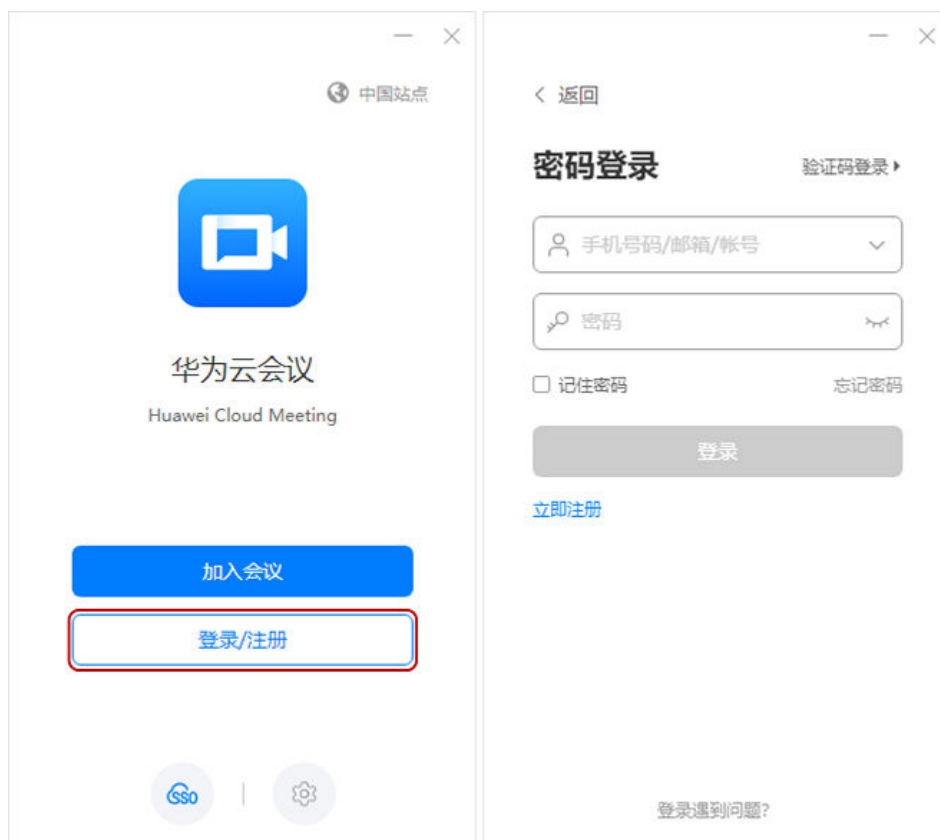 中国站点
华为云会议
Huawei Cloud Meeting
加入会议
登录/注册
SSO
返回
密码登录
验证码登录
手机号码/邮箱/帐号
密码
记住密码
忘记密码
登录
立即注册
登录遇到问题?